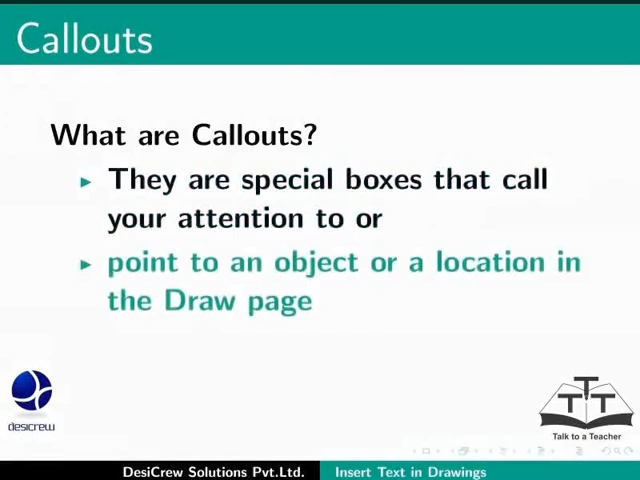 Callouts
What are Callouts?
They are special boxes that call
your attention to or
point to an object or a location in
the Draw page
desicrew
TTT
Talk to a Teacher
DesiCrew Solutions Pvt.Ltd. Insert Text in Drawings